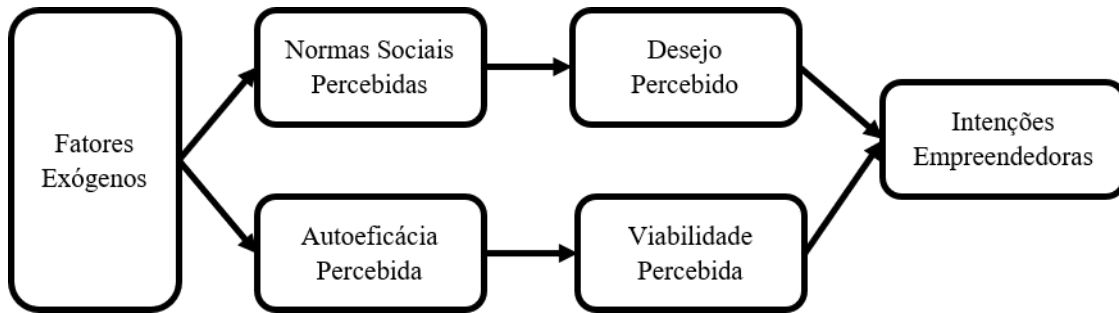 Fatores
Exógenos
Normas Sociais
Percebidas
Desejo
Percebido
Autoeficácia
Percebida
Viabilidade
Percebida
Intenções
Empreendedoras